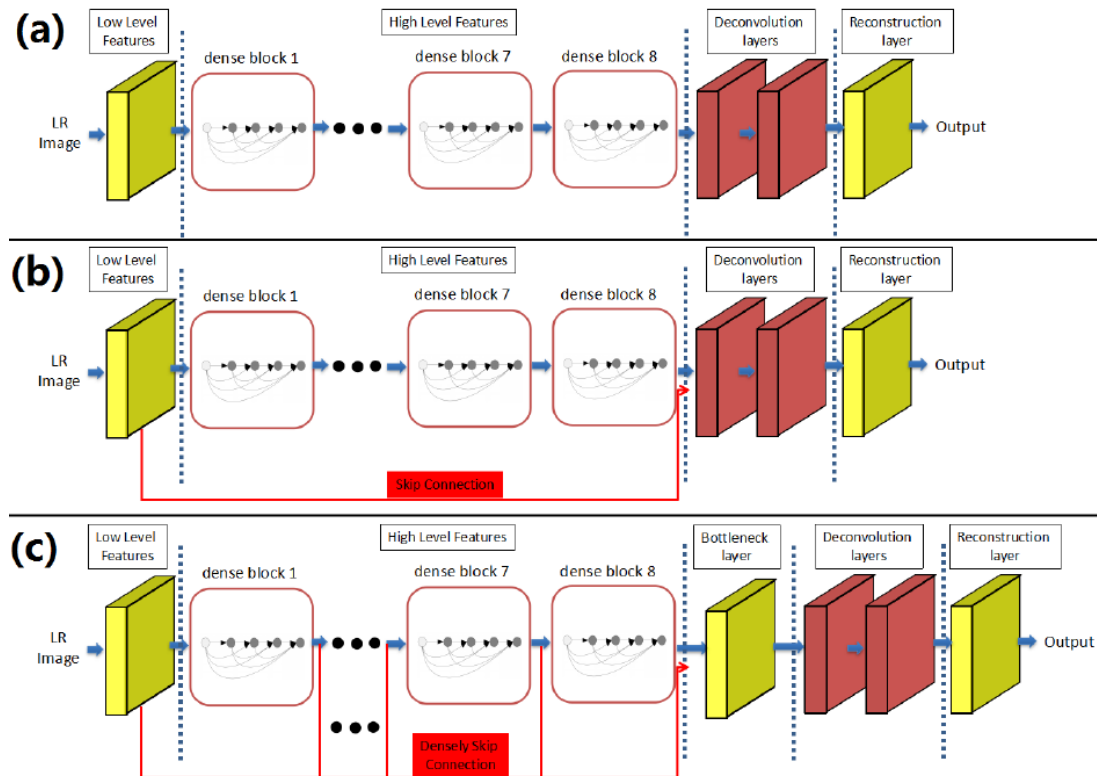 (a)
Low Level
Features
High Level Features
Deconvolution
layers
Reconstruction
layer
dense block 1
dense block 7
dense block 8
LR
Image
Output
(b)
Low Level
Features
High Level Features
Deconvolution
layers
Reconstruction
layer
dense block 1
dense block 7
dense block 8
LR
Image
Output
Skip Connection
(c)
Low Level
Features
High Level Features
Bottleneck
layer
Deconvolution
layers
Reconstruction
layer
dense block 1
dense block 7
dense block 8
LR
Image
Output
Densely Skip
Connection